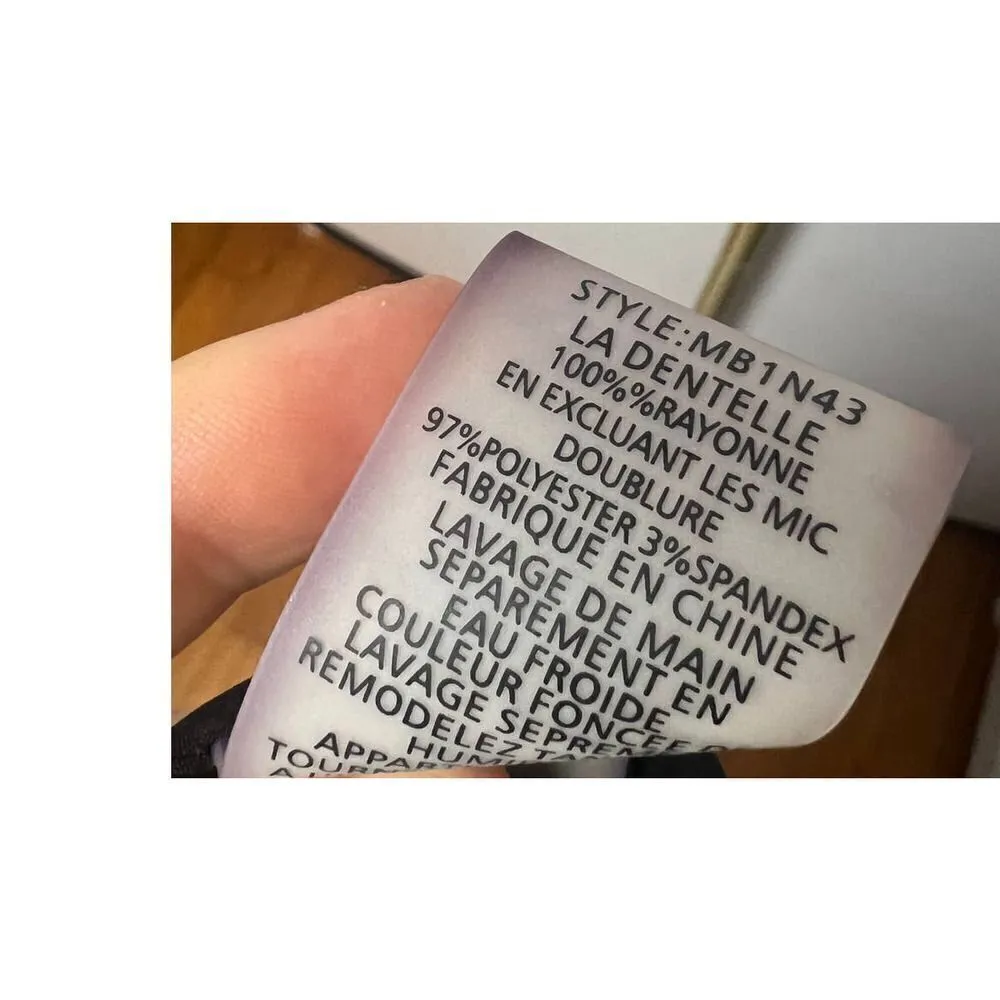 STYLE:MB1N43
LA DENTELLE
100%%RAYONNE
EN EXCLUANT LES MIC
DOUBLURE
97%POLYESTER 3%SPANDEX
FABRIQUE EN CHINE
LAVAGE DE MAIN
SEPAREMENT EN
EAU FROIDE
COULEUR FONCEE
LAVAGE
REMODELEZ